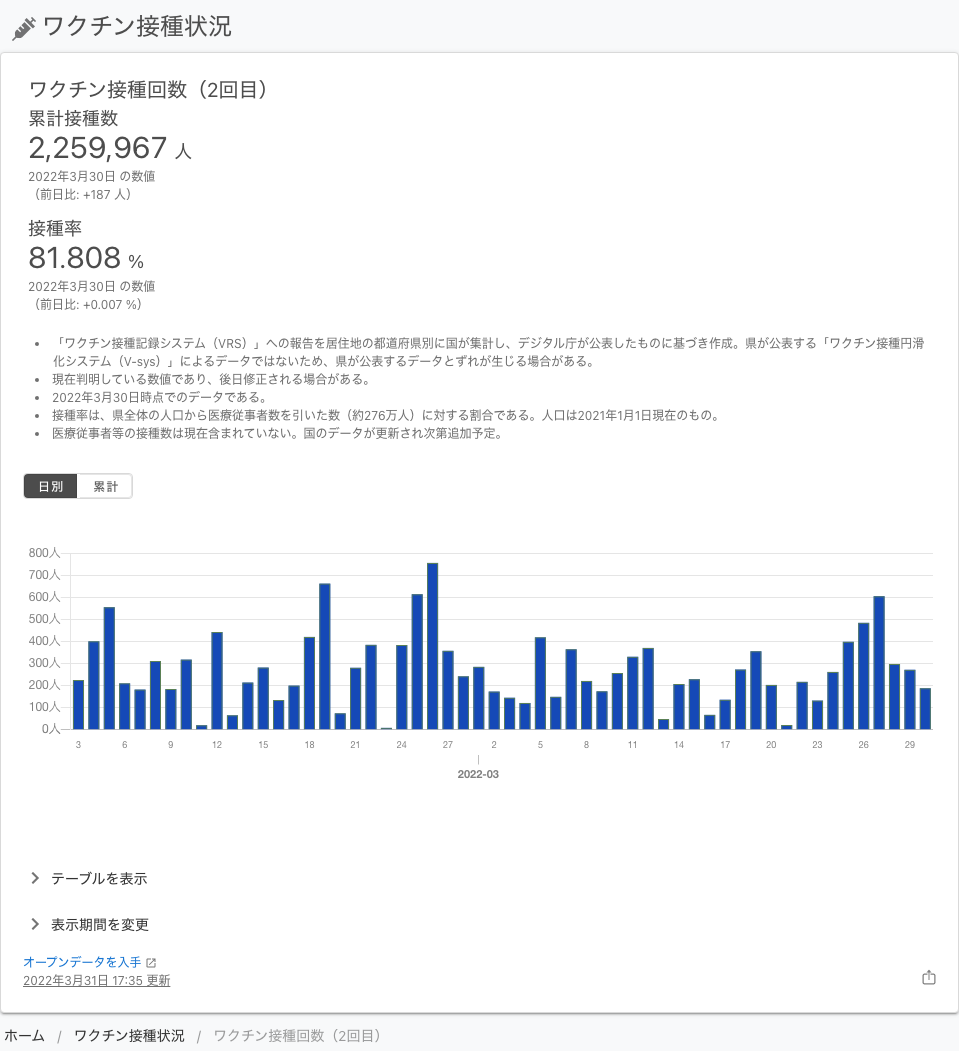 ワクチン接種状況
ワクチン接種回数（2回目）
累計接種数
2,259,967 人
2022年3月30日 の数値
（前日比: +187 人）
接種率
81.808 %
2022年3月30日 の数値
（前日比: +0.007 %）
「ワクチン接種記録システム（VRS）」への報告を居住地の都道府県別に国が集計し、デジタル庁が公表したものに基づき作成。県が公表する「ワクチン接種円滑
化システム（V-sys）」によるデータではないため、県が公表するデータとずれが生じる場合がある。
現在判明している数値であり、後日修正される場合がある。
2022年3月30日時点でのデータである。
接種率は、県全体の人口から医療従事者数を引いた数（約276万人）に対する割合である。人口は2021年1月1日現在のもの。
医療従事者等の接種数は現在含まれていない。国のデータが更新され次第追加予定。
日別 累計
800人
700人
600人
500人
400人
300人
200人
100人
0人
3 6 9 12 15 18 21 24 27 2 5 8 11 14 17 20 23 26 29
2022-03
テーブルを表示
表示期間を変更
オープンデータを入手
2022年3月31日 17:35 更新
ホーム / ワクチン接種状況 / ワクチン接種回数（2回目）